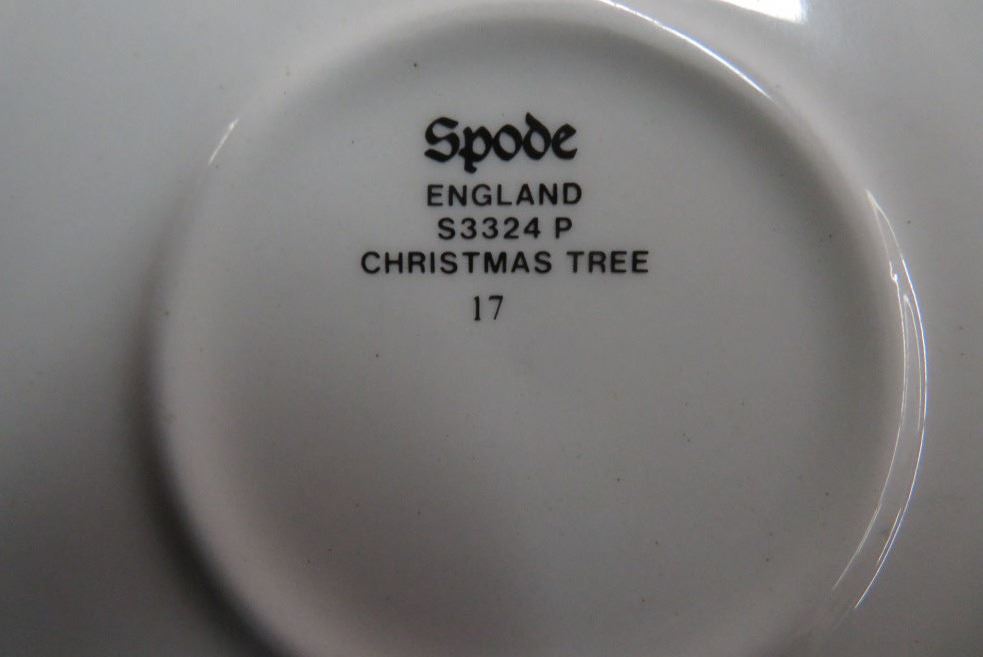 Spode
ENGLAND
S3324 P
CHRISTMAS TREE
17